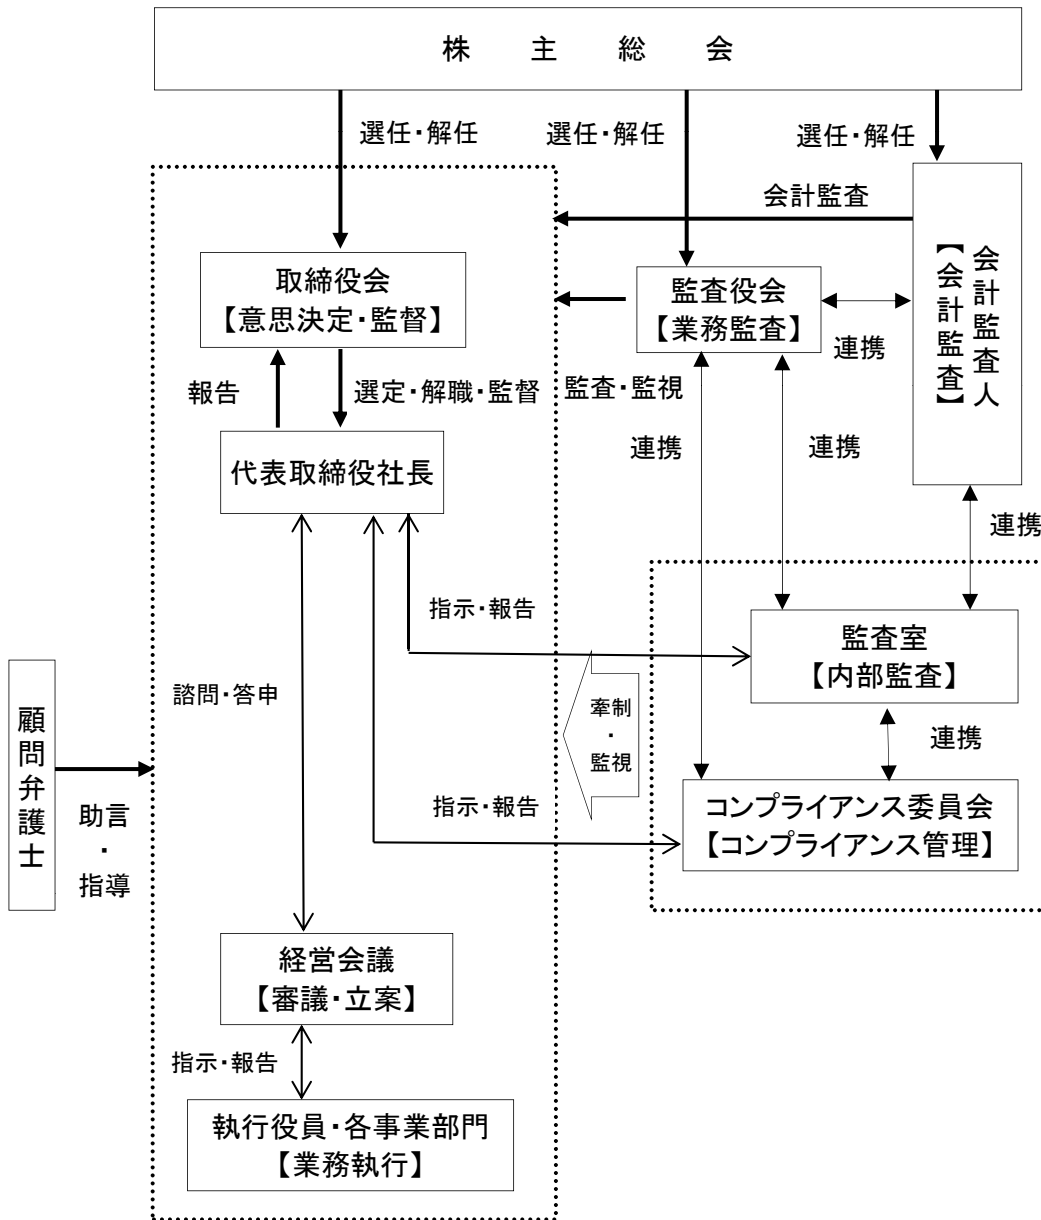 株主総会
選任・解任
選任・解任
選任・解任
会計監査
会計監査人
【会計監査】
取締役会
【意思決定・監督】
監査役会
【業務監査】
連携
報告
選定・解職・監督
監査・監視
連携
連携
代表取締役社長
連携
指示・報告
監査室
【内部監査】
諮問・答申
牽制
・
監視
連携
顧問弁護士
助言
・
指導
指示・報告
コンプライアンス委員会
【コンプライアンス管理】
経営会議
【審議・立案】
指示・報告
執行役員・各事業部門
【業務執行】